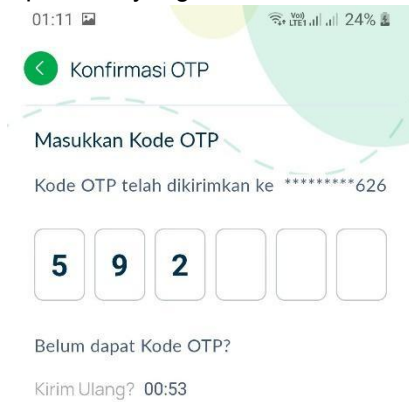 01:11 24%
Konfirmasi OTP
Masukkan Kode OTP
Kode OTP telah dikirimkan ke *********626
5 9 2
Belum dapat Kode OTP?
Kirim Ulang? 00:53